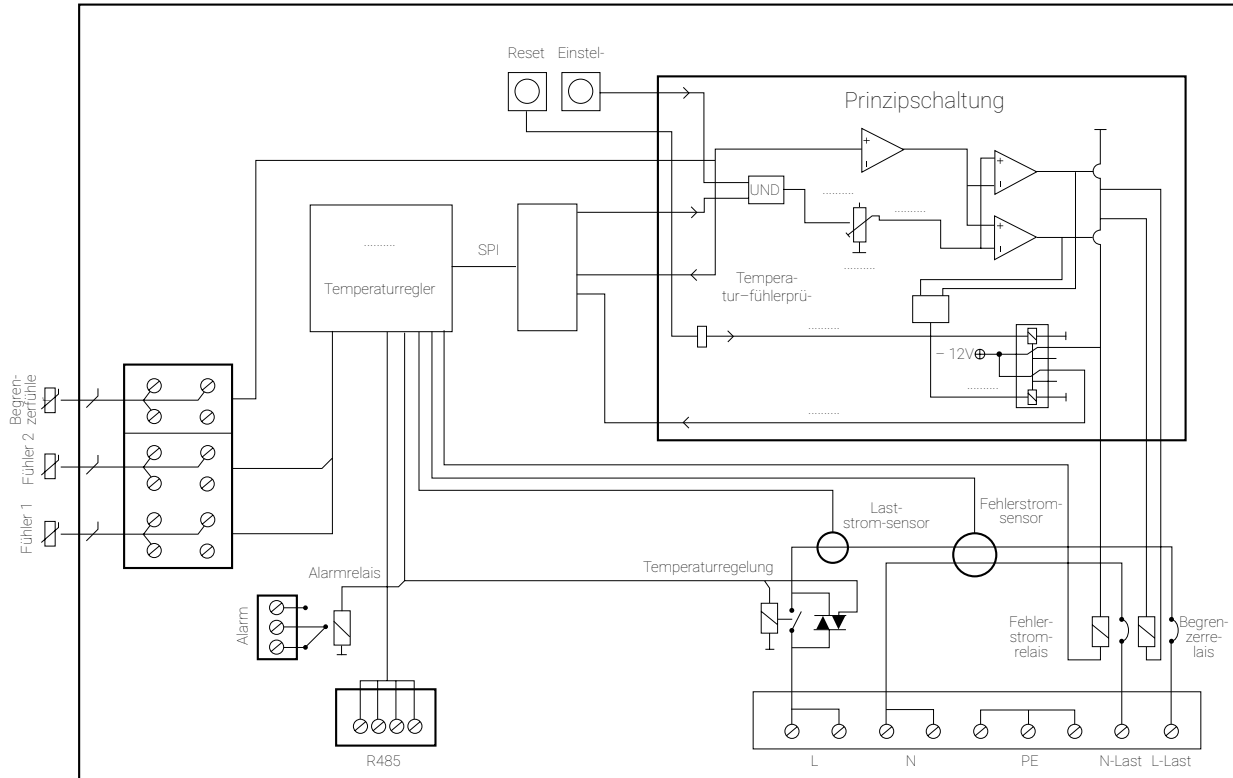 Reset
Einstel-
Prinzipschaltung
UND
...........
...........
...........
Temperaturregler
SPI
Tempera-
tur–fühlerprü-
...........
...........
– 12V
...........
...........
Begren-
zerfühle
Fühler 2
Fühler 1
Last-
strom-sensor
Fehlerstrom-
sensor
Alarmrelais
Temperaturregelung
Alarm
Fehler-
strom-
relais
Begren-
zerre-
lais
R485
L
N
PE
N-Last
L-Last
+
-
+
-
+
-